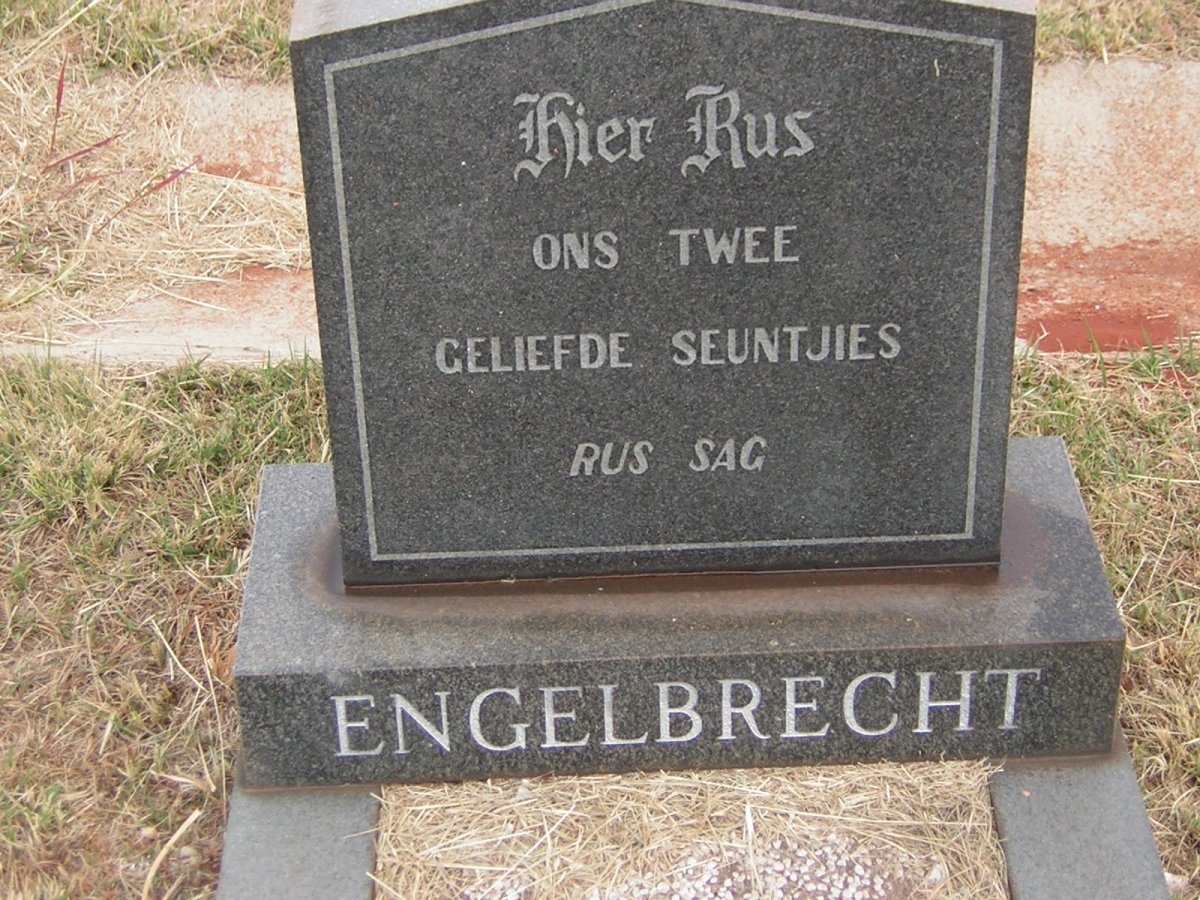 Hier Rus
ONS TWEE
GELIEFDE SEUNTJIES
RUS SAG
ENGELBRECHT